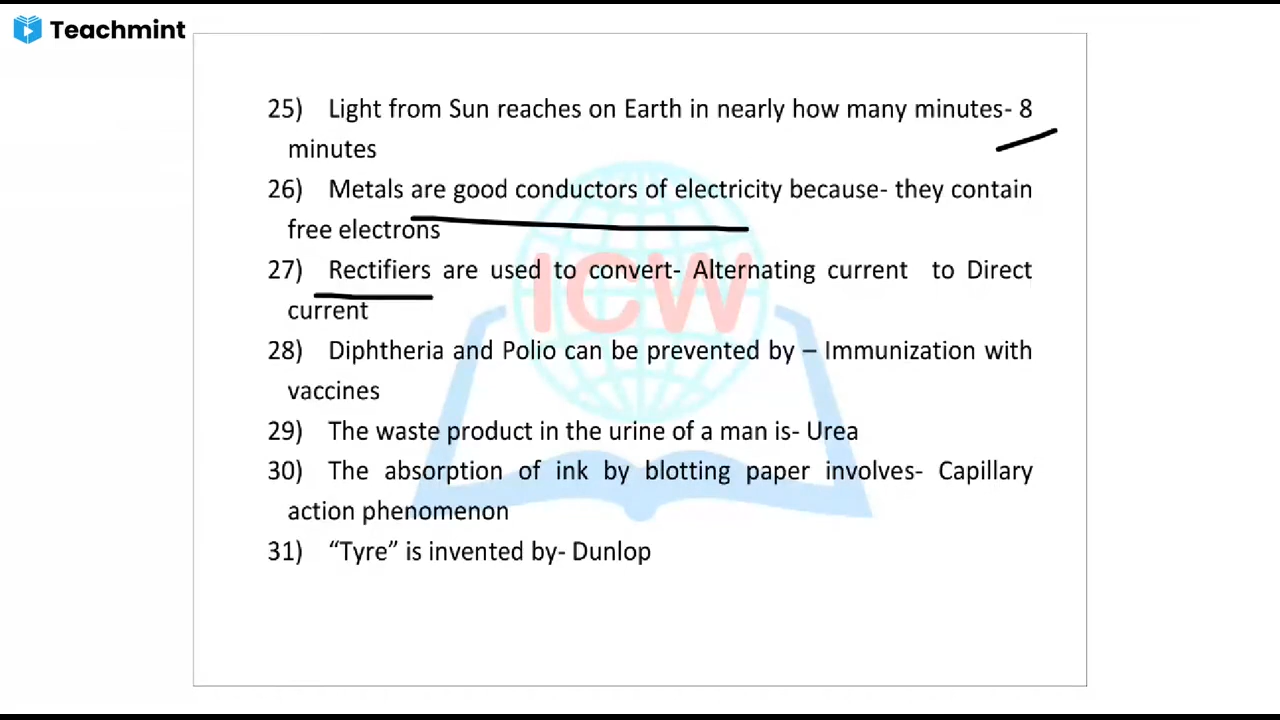 Teachmint
25) Light from Sun reaches on Earth in nearly how many minutes- 8
minutes
26) Metals are good conductors of electricity because- they contain
free electrons
27) Rectifiers are used to convert- Alternating current to Direct
current
28) Diphtheria and Polio can be prevented by – Immunization with
vaccines
29) The waste product in the urine of a man is- Urea
30) The absorption of ink by blotting paper involves- Capillary
action phenomenon
31) “Tyre” is invented by- Dunlop
ICW